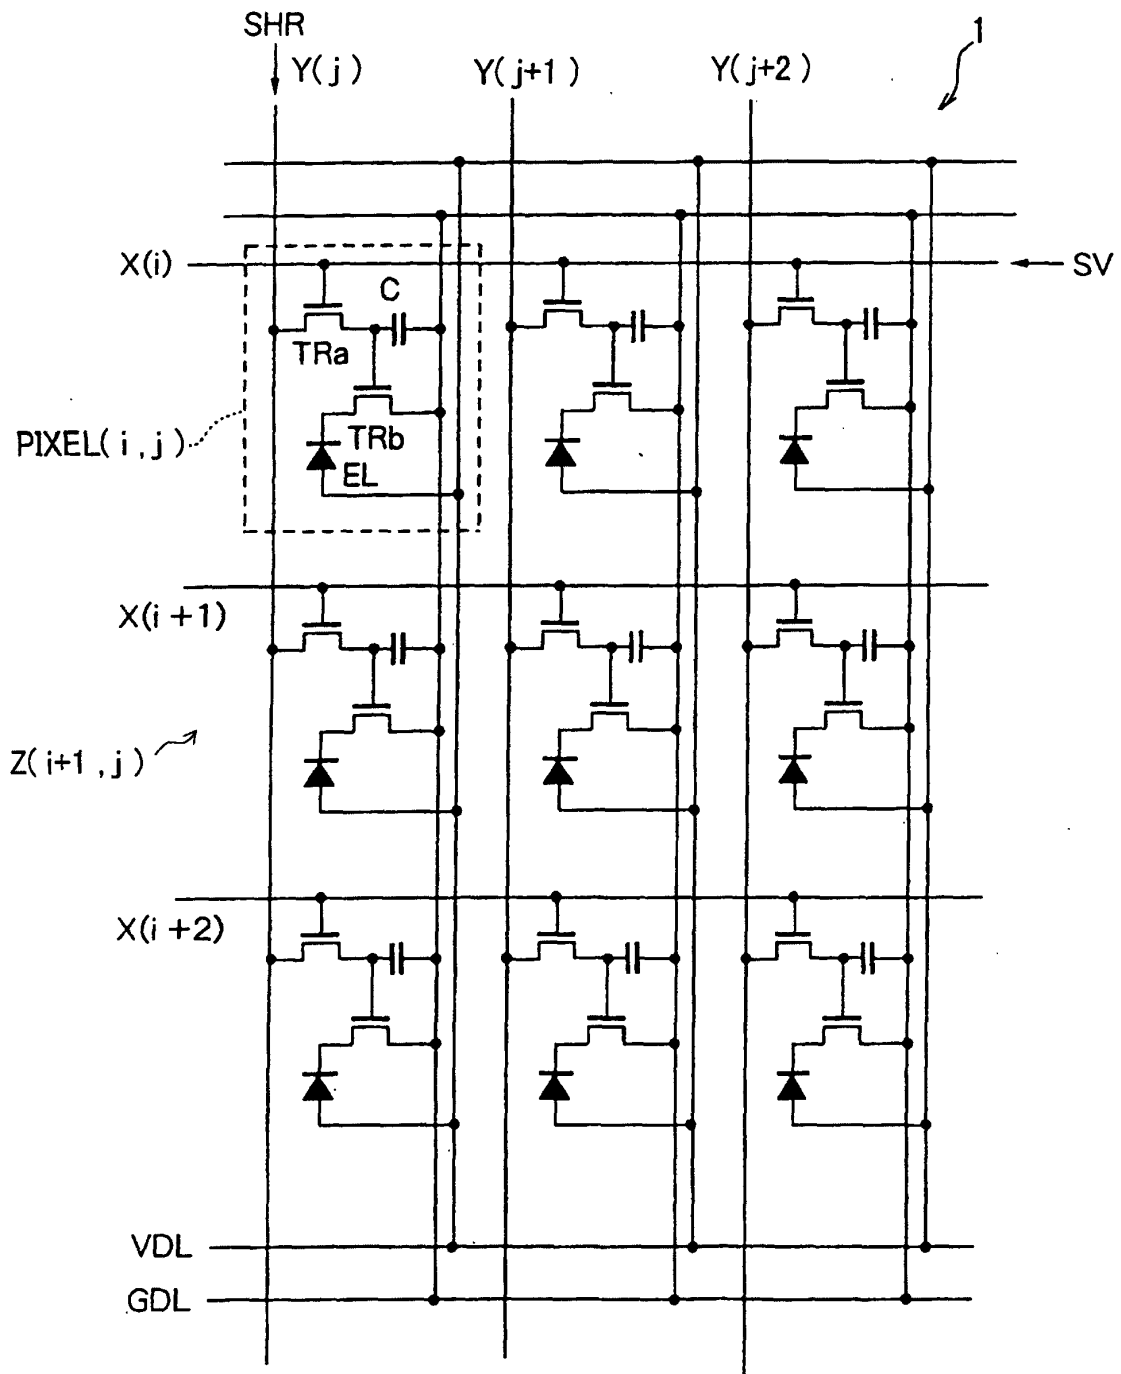 SHR
1
Y(j)
Y(j+1)
Y(j+2)
X(i)
SV
C
TRa
PIXEL(i,j)
TRb
EL
X(i+1)
Z(i+1,j)
X(i+2)
VDL
GDL